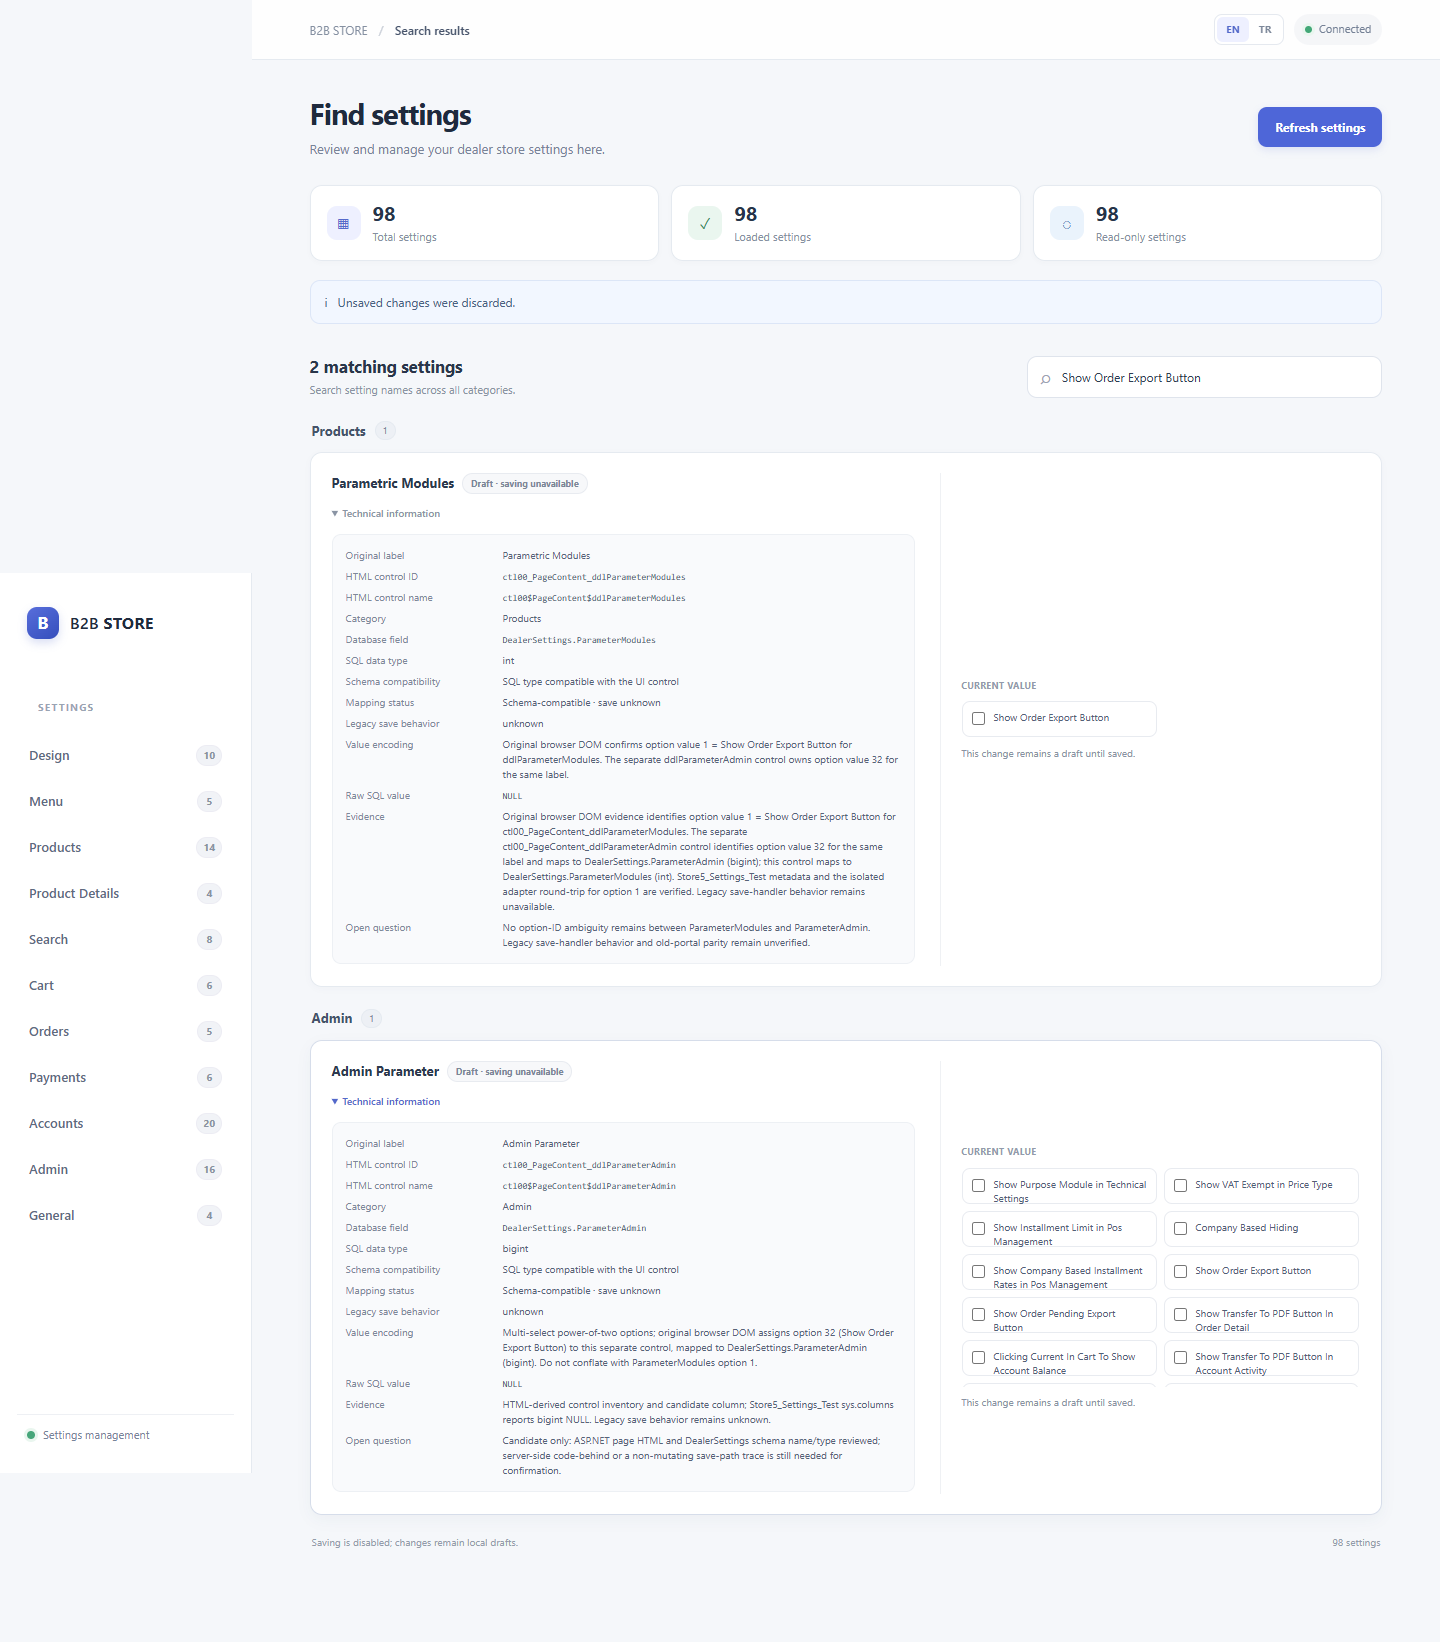 B2B STORE / Search results
EN TR
Connected
Find settings
Review and manage your dealer store settings here.
Refresh settings
98
Total settings
98
Loaded settings
98
Read-only settings
i Unsaved changes were discarded.
2 matching settings
Search setting names across all categories.
Show Order Export Button
Products 1
Parametric Modules Draft · saving unavailable
▼ Technical information
Original label Parametric Modules
HTML control ID ctl00_PageContent_ddlParameterModules
HTML control name ctl00$PageContent$ddlParameterModules
Category Products
Database field DealerSettings.ParameterModules
SQL data type int
Schema compatibility SQL type compatible with the UI control
Mapping status Schema-compatible · save unknown
Legacy save behavior unknown
Value encoding Original browser DOM confirms option value 1 = Show Order Export Button for
ddlParameterModules. The separate ddlParameterAdmin control owns option value 32 for
the same label.
Raw SQL value NULL
Evidence Original browser DOM evidence identifies option value 1 = Show Order Export Button for
ctl00_PageContent_ddlParameterModules. The separate
ctl00_PageContent_ddlParameterAdmin control identifies option value 32 for the same
label and maps to DealerSettings.ParameterAdmin (bigint); this control maps to
DealerSettings.ParameterModules (int). Store5_Settings_Test metadata and the isolated
adapter round-trip for option 1 are verified. Legacy save-handler behavior remains
unavailable.
Open question No option-ID ambiguity remains between ParameterModules and ParameterAdmin.
Legacy save-handler behavior and old-portal parity remain unverified.
CURRENT VALUE
Show Order Export Button
This change remains a draft until saved.
Admin 1
Admin Parameter Draft · saving unavailable
▼ Technical information
Original label Admin Parameter
HTML control ID ctl00_PageContent_ddlParameterAdmin
HTML control name ctl00$PageContent$ddlParameterAdmin
Category Admin
Database field DealerSettings.ParameterAdmin
SQL data type bigint
Schema compatibility SQL type compatible with the UI control
Mapping status Schema-compatible · save unknown
Legacy save behavior unknown
Value encoding Multi-select power-of-two options; original browser DOM assigns option 32 (Show Order
Export Button) to this separate control, mapped to DealerSettings.ParameterAdmin
(bigint). Do not conflate with ParameterModules option 1.
Raw SQL value NULL
Evidence HTML-derived control inventory and candidate column; Store5_Settings_Test sys.columns
reports bigint NULL. Legacy save behavior remains unknown.
Open question Candidate only: ASP.NET page HTML and DealerSettings schema name/type reviewed;
server-side code-behind or a non-mutating save-path trace is still needed for
confirmation.
CURRENT VALUE
Show Purpose Module in Technical
Settings
Show VAT Exempt in Price Type
Show Installment Limit in Pos
Management
Company Based Hiding
Show Company Based Installment
Rates in Pos Management
Show Order Export Button
Show Order Pending Export
Button
Show Transfer To PDF Button In
Order Detail
Clicking Current In Cart To Show
Account Balance
Show Transfer To PDF Button In
Account Activity
This change remains a draft until saved.
Saving is disabled; changes remain local drafts.
98 settings
B B2B STORE
SETTINGS
Design 10
Menu 5
Products 14
Product Details 4
Search 8
Cart 6
Orders 5
Payments 6
Accounts 20
Admin 16
General 4
Settings management